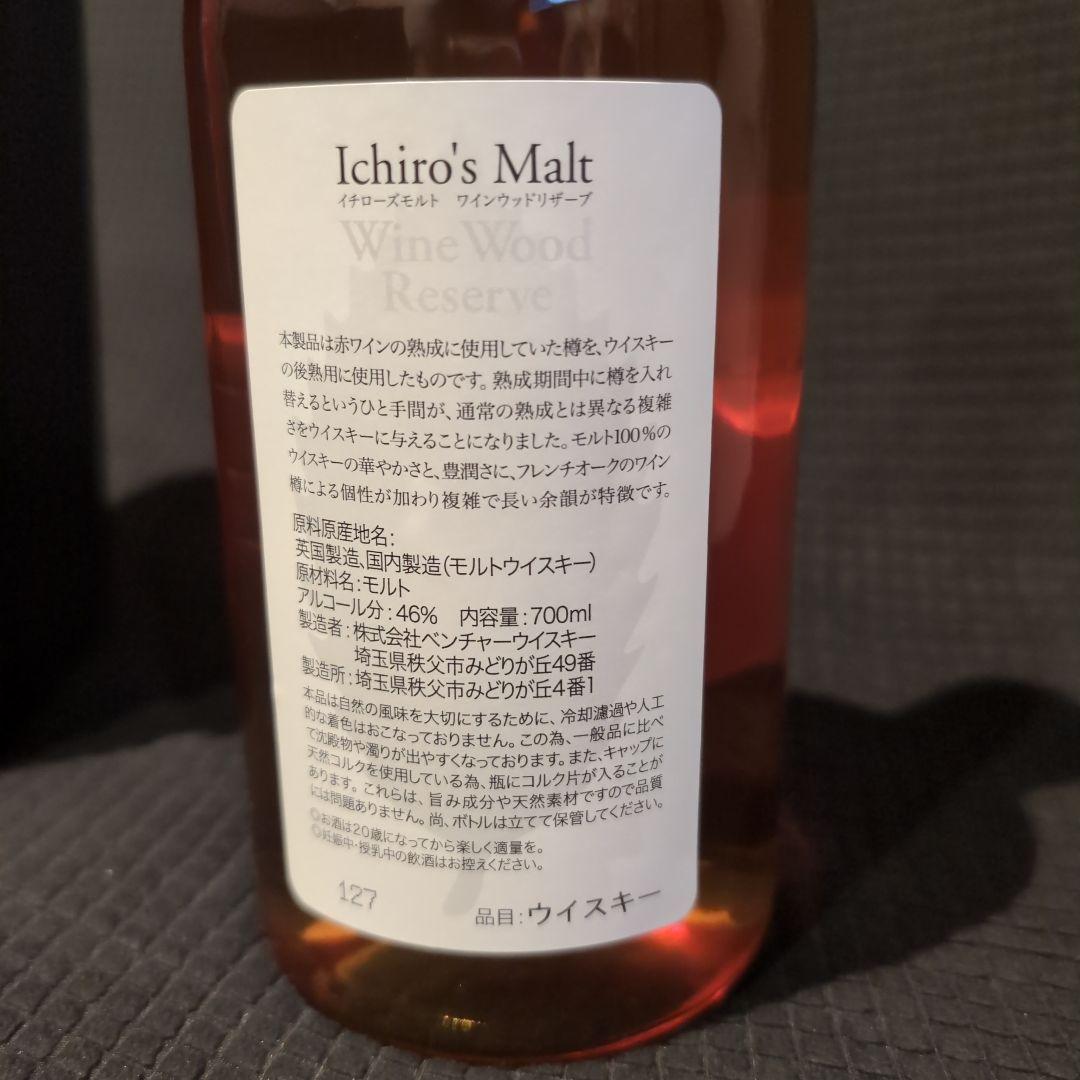 Ichiro's Malt
イチローズモルト　ワインウッドリザーブ
Wine Wood
Reserve
本製品は赤ワインの熟成に使用していた樽を、ウイスキー
の後熟用に使用したものです。熟成期間中に樽を入れ
替えるというひと手間が、通常の熟成とは異なる複雑
さをウイスキーに与えることになりました。モルト100%の
ウイスキーの華やかさと、豊潤さに、フレンチオークのワイン
樽による個性が加わり複雑で長い余韻が特徴です。
原料原産地名：
英国製造、国内製造（モルトウイスキー）
原材料名：モルト
アルコール分：46%　内容量：700ml
製造者：株式会社ベンチャーウイスキー
埼玉県秩父市みどりが丘49番
製造所：埼玉県秩父市みどりが丘4番1
本品は自然の風味を大切にするために、冷却濾過や人工
的な着色はおこなっておりません。この為、一般品に比べ
て沈殿物や濁りが出やすくなっております。また、キャップに
天然コルクを使用している為、瓶にコルク片が入ることが
あります。これらは、旨み成分や天然素材ですので品質
には問題ありません。尚、ボトルは立てて保管してください。
◎お酒は20歳になってから楽しく適量を。
◎妊娠中・授乳中の飲酒はお控えください。
127
品目：ウイスキー